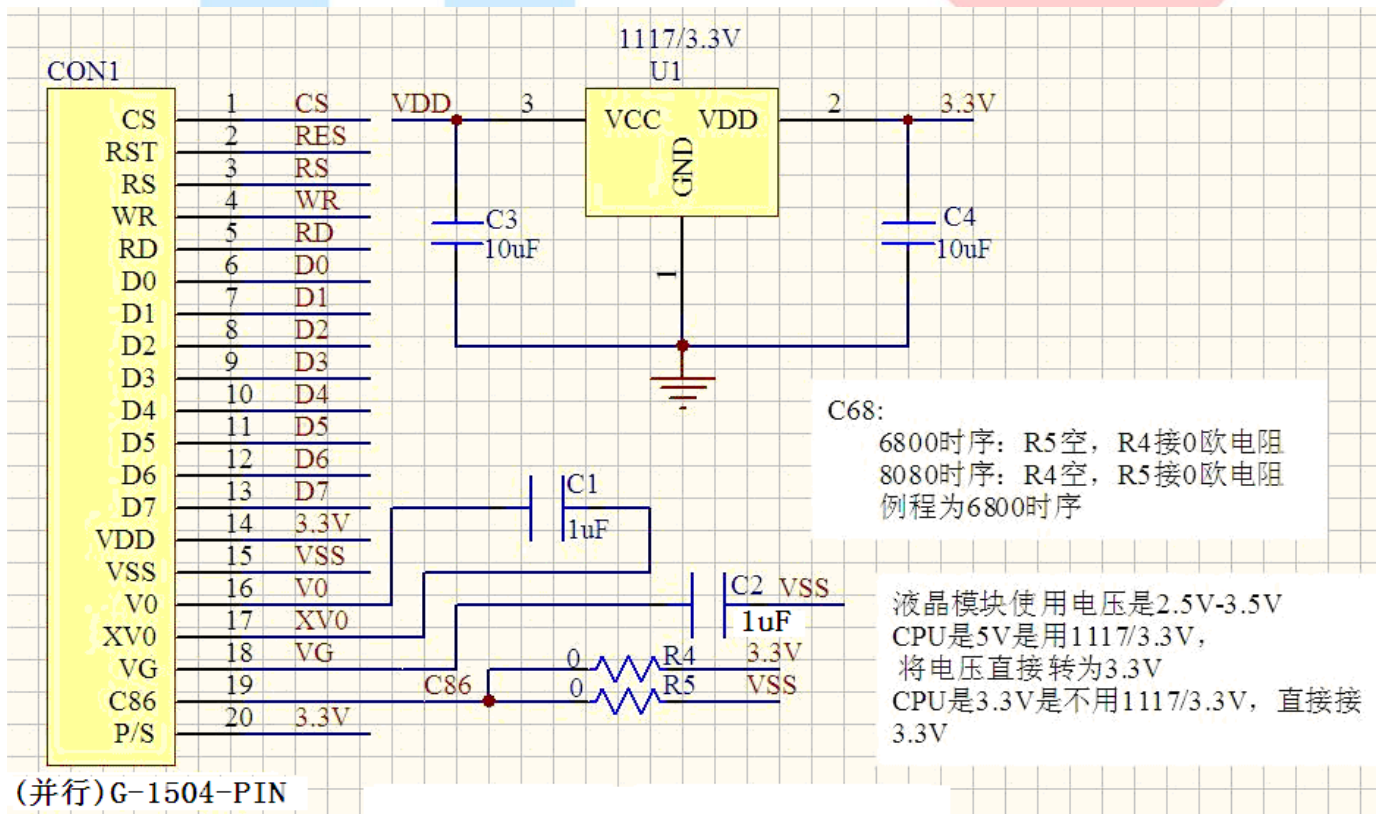 CON1
CS 1 CS
RST 2 RES
RS 3 RS
WR 4 WR
RD 5 RD
D0 6 D0
D1 7 D1
D2 8 D2
D3 9 D3
D4 10 D4
D5 11 D5
D6 12 D6
D7 13 D7
VDD 14 3.3V
VSS 15 VSS
V0 16 V0
XV0 17 XV0
VG 18 VG
C86 19 C86
P/S 20 3.3V
(并行)G-1504-PIN
1117/3.3V
U1
VDD 3 VCC VDD 2 3.3V
GND
1
C3
10uF
C4
10uF
C1
1uF
C2 VSS
1uF
0 R4 3.3V
0 R5 VSS
C68:
6800时序：R5空，R4接0欧电阻
8080时序：R4空，R5接0欧电阻
例程为6800时序
液晶模块使用电压是2.5V-3.5V
CPU是5V是用1117/3.3V，
将电压直接转为3.3V
CPU是3.3V是不用1117/3.3V，直接接
3.3V